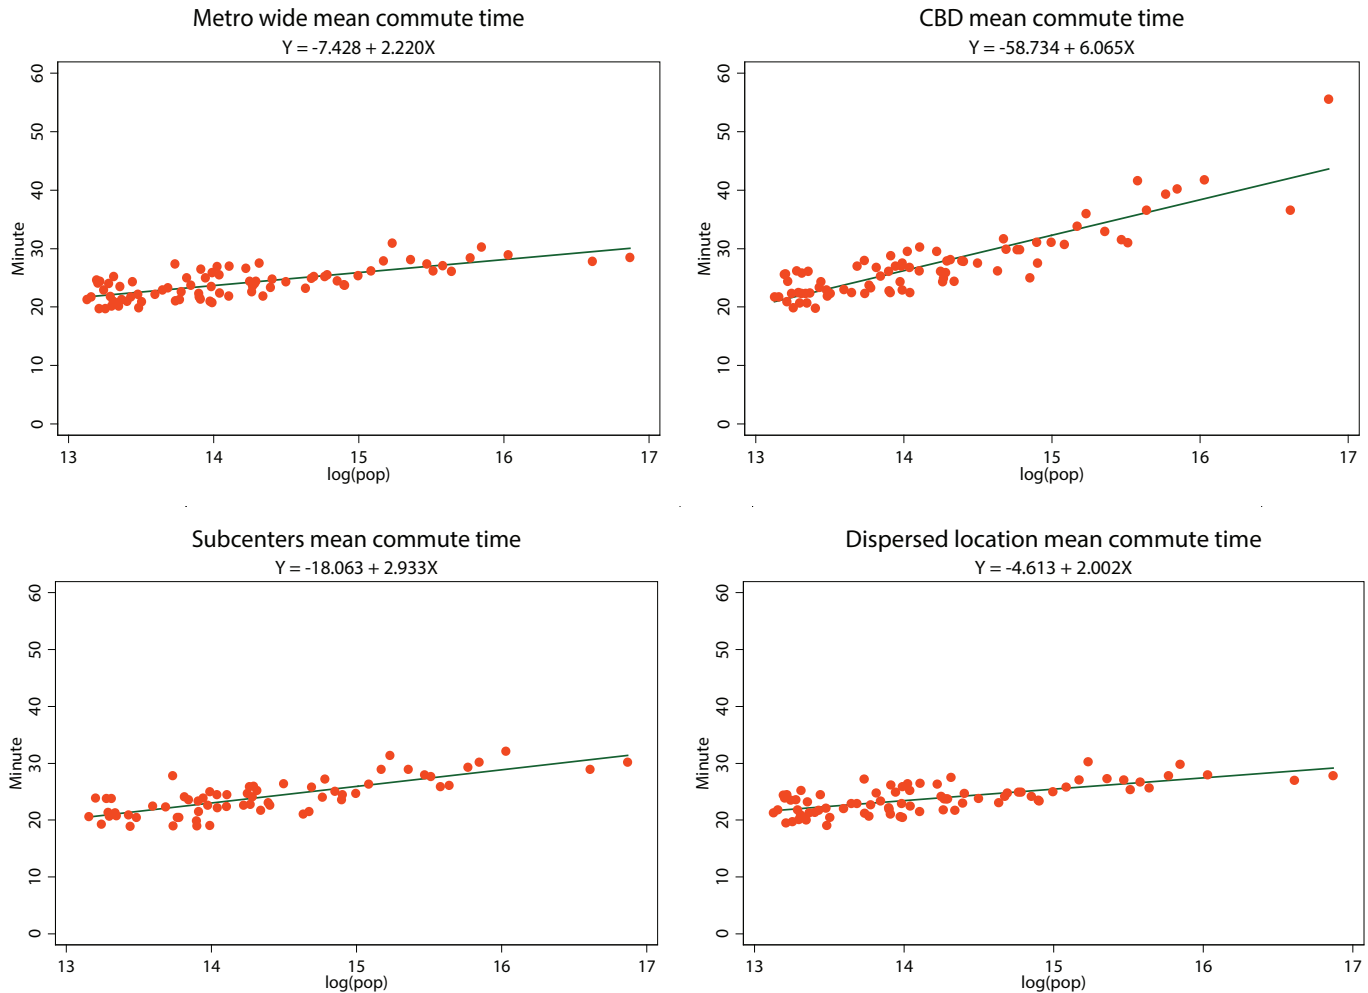 Metro wide mean commute time
Y = -7.428 + 2.220X
60
50
40
30
20
10
0
Minute
13 14 15 16 17
log(pop)
CBD mean commute time
Y = -58.734 + 6.065X
60
50
40
30
20
10
0
Minute
13 14 15 16 17
log(pop)
Subcenters mean commute time
Y = -18.063 + 2.933X
60
50
40
30
20
10
0
Minute
13 14 15 16 17
log(pop)
Dispersed location mean commute time
Y = -4.613 + 2.002X
60
50
40
30
20
10
0
Minute
13 14 15 16 17
log(pop)